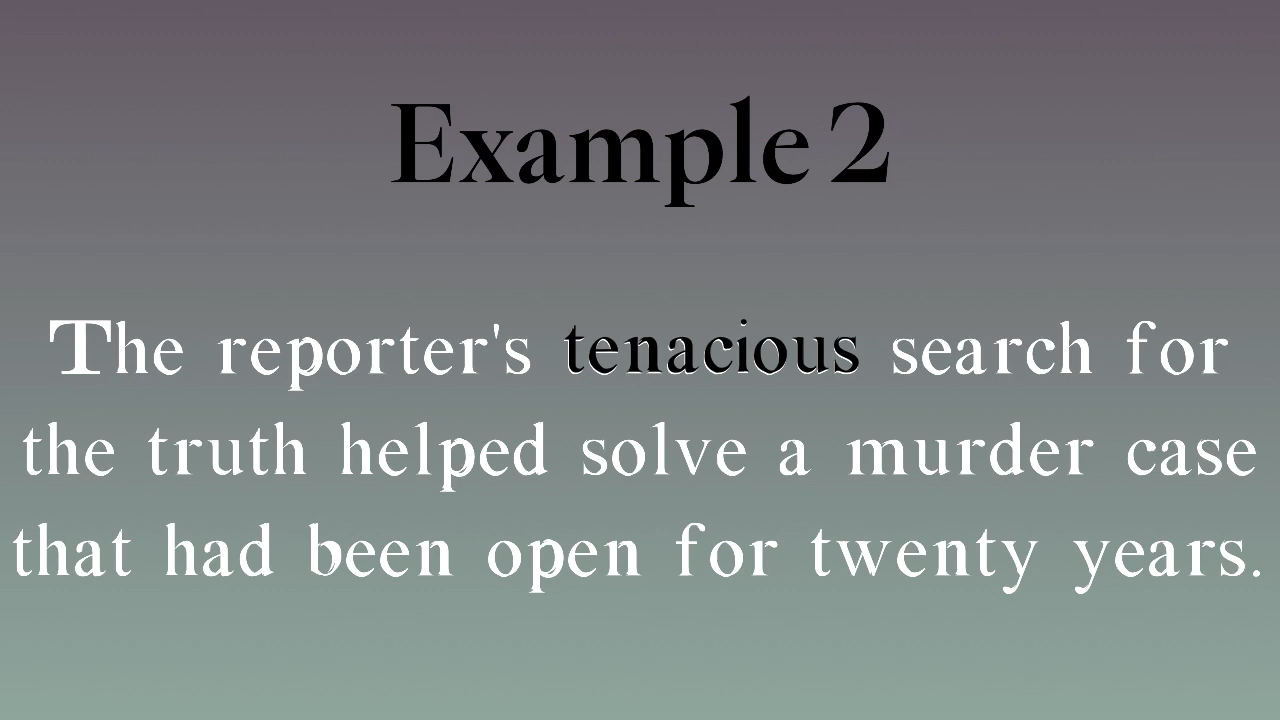 Example 2
The reporter's tenacious search for
the truth helped solve a murder case
that had been open for twenty years.